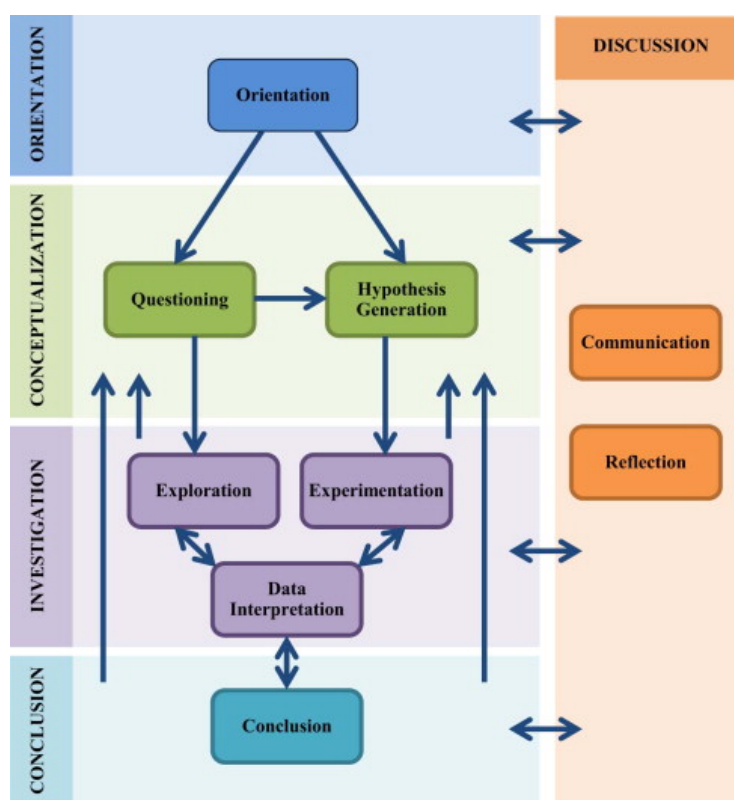 ORIENTATION
Orientation
DISCUSSION
CONCEPTUALIZATION
Questioning
Hypothesis
Generation
Communication
Reflection
INVESTIGATION
Exploration
Experimentation
Data
Interpretation
CONCLUSION
Conclusion